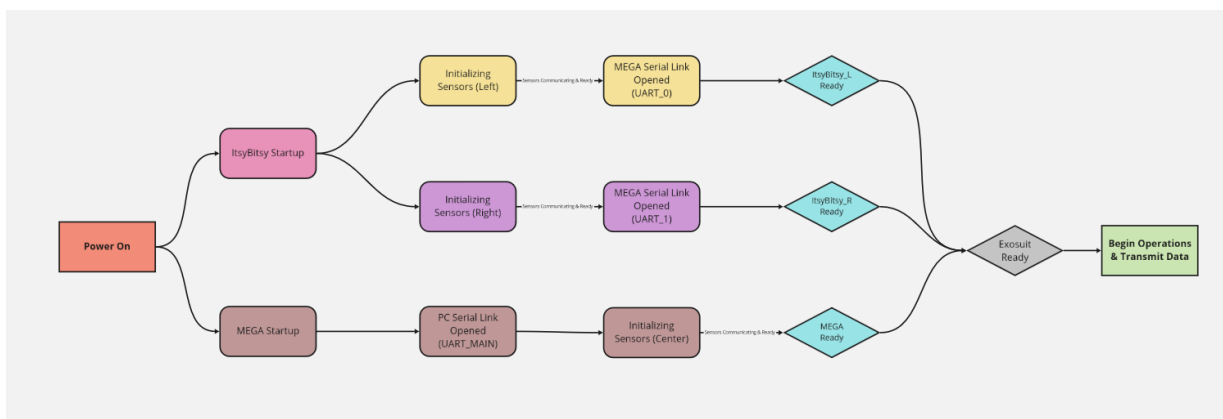 Power On
ItsyBitsy Startup
Initializing
Sensors (Left)
Sensors Communicating & Ready
MEGA Serial Link
Opened
(UART_0)
ItsyBitsy_L
Ready
Initializing
Sensors (Right)
Sensors Communicating & Ready
MEGA Serial Link
Opened
(UART_1)
ItsyBitsy_R
Ready
MEGA Startup
PC Serial Link
Opened
(UART_MAIN)
Initializing
Sensors (Center)
Sensors Communicating & Ready
MEGA
Ready
Exosuit
Ready
Begin Operations
& Transmit Data